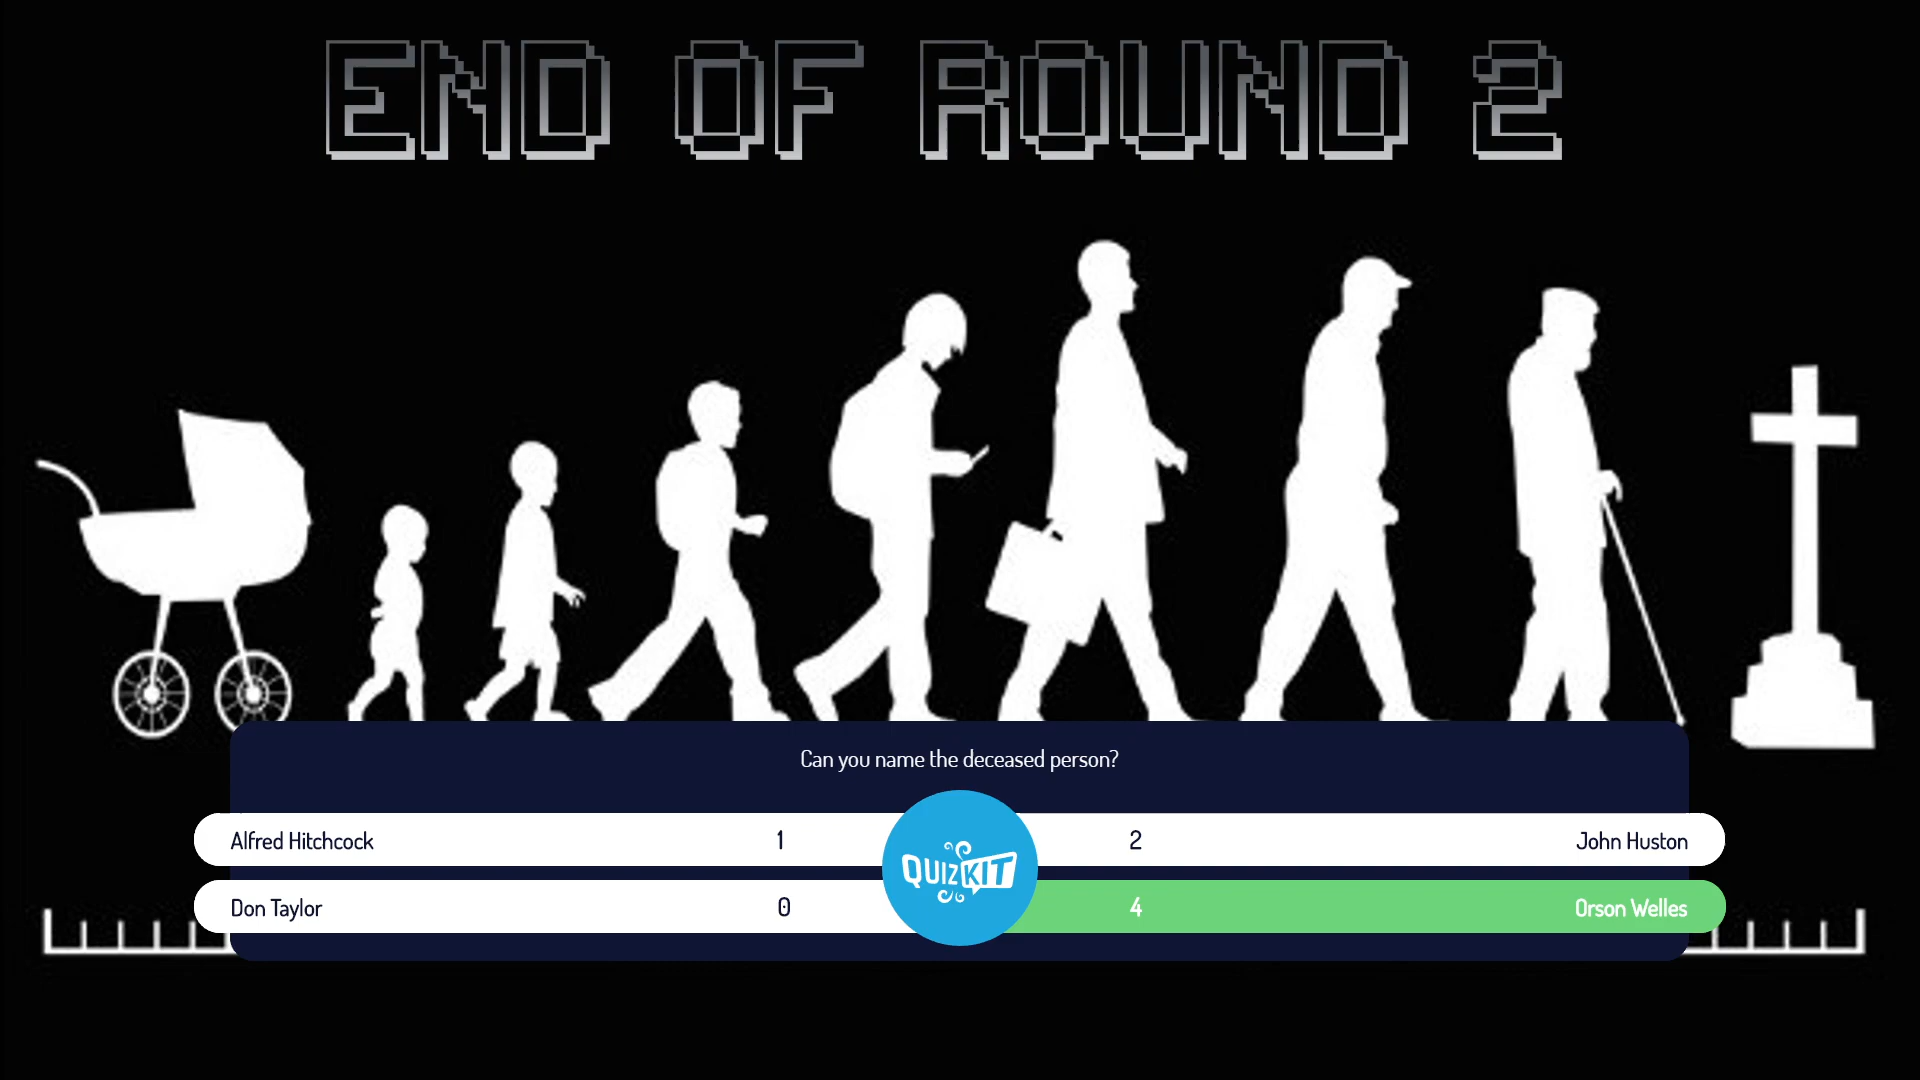 END OF ROUND 2
Can you name the deceased person?
Alfred Hitchcock 1
2 John Huston
Don Taylor 0
4 Orson Welles
QUIZKIT